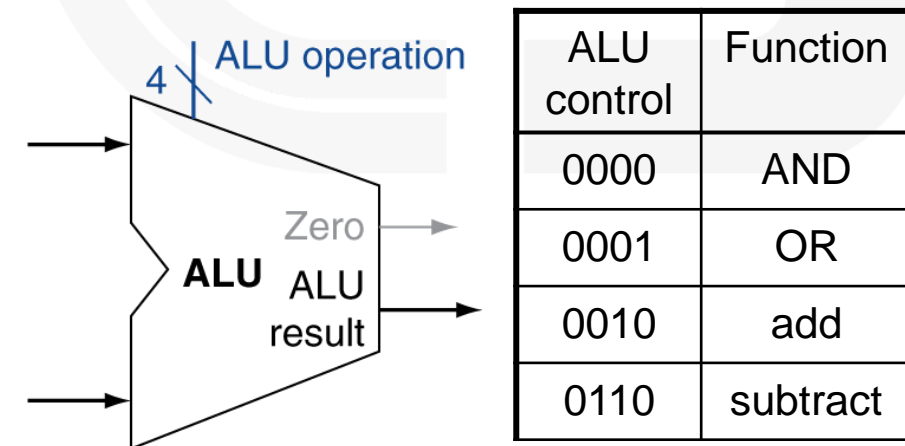 4
ALU operation
Zero
ALU
ALU
result
ALU
control
Function
0000
AND
0001
OR
0010
add
0110
subtract